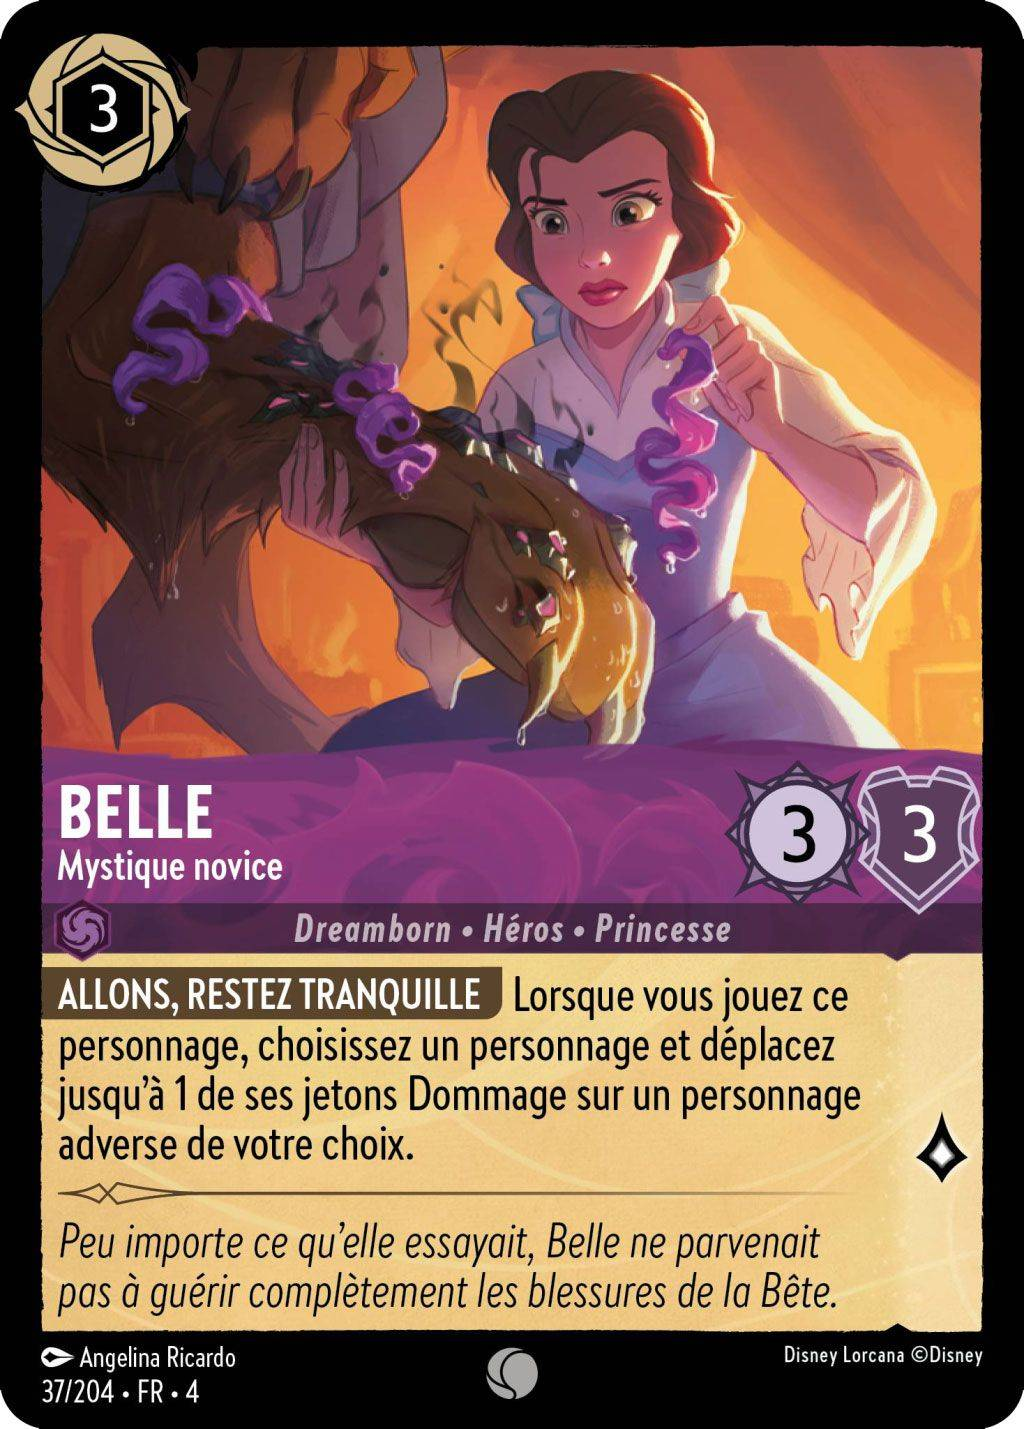 3
BELLE
Mystique novice
3
3
Dreamborn • Héros • Princesse
ALLONS, RESTEZ TRANQUILLE Lorsque vous jouez ce
personnage, choisissez un personnage et déplacez
jusqu'à 1 de ses jetons Dommage sur un personnage
adverse de votre choix.
Peu importe ce qu'elle essayait, Belle ne parvenait
pas à guérir complètement les blessures de la Bête.
Angelina Ricardo
Disney Lorcana ©Disney
37/204 • FR • 4